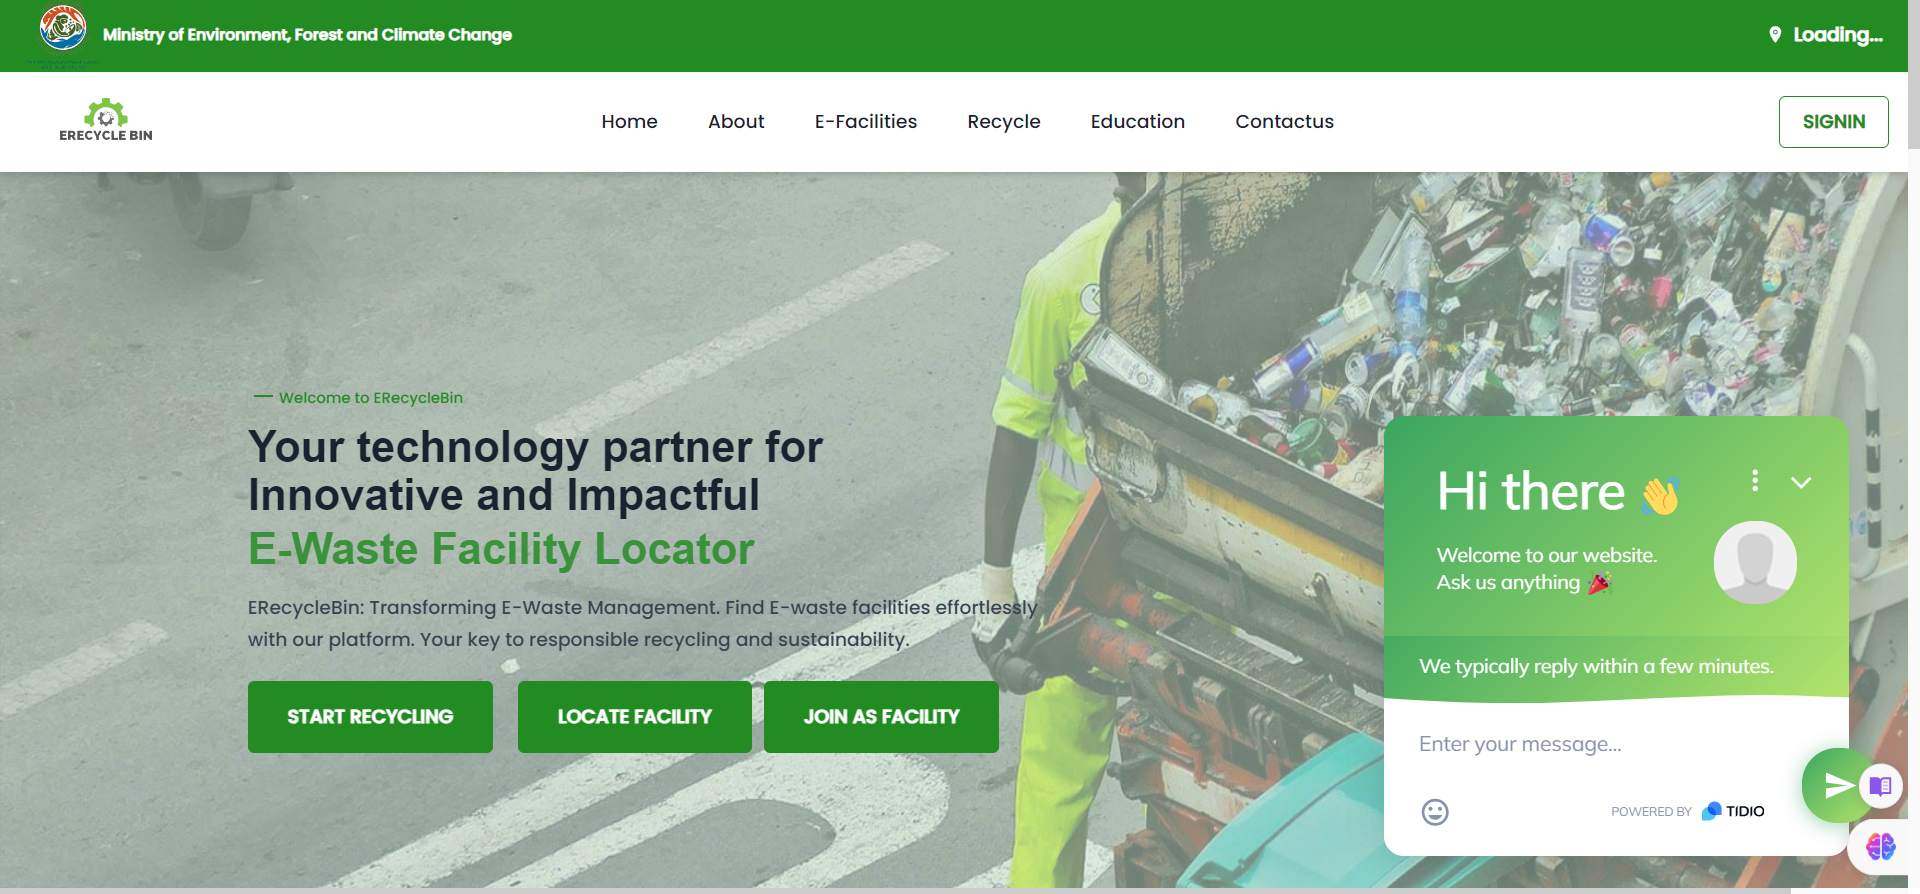 Ministry of Environment, Forest and Climate Change
Loading...
ERECYCLE BIN
Home
About
E-Facilities
Recycle
Education
Contactus
SIGNIN
Welcome to ERecycleBin
Your technology partner for
Innovative and Impactful
E-Waste Facility Locator
ERecycleBin: Transforming E-Waste Management. Find E-waste facilities effortlessly
with our platform. Your key to responsible recycling and sustainability.
START RECYCLING
LOCATE FACILITY
JOIN AS FACILITY
Hi there 👋
Welcome to our website.
Ask us anything 🎉
We typically reply within a few minutes.
Enter your message...
POWERED BY TIDIO